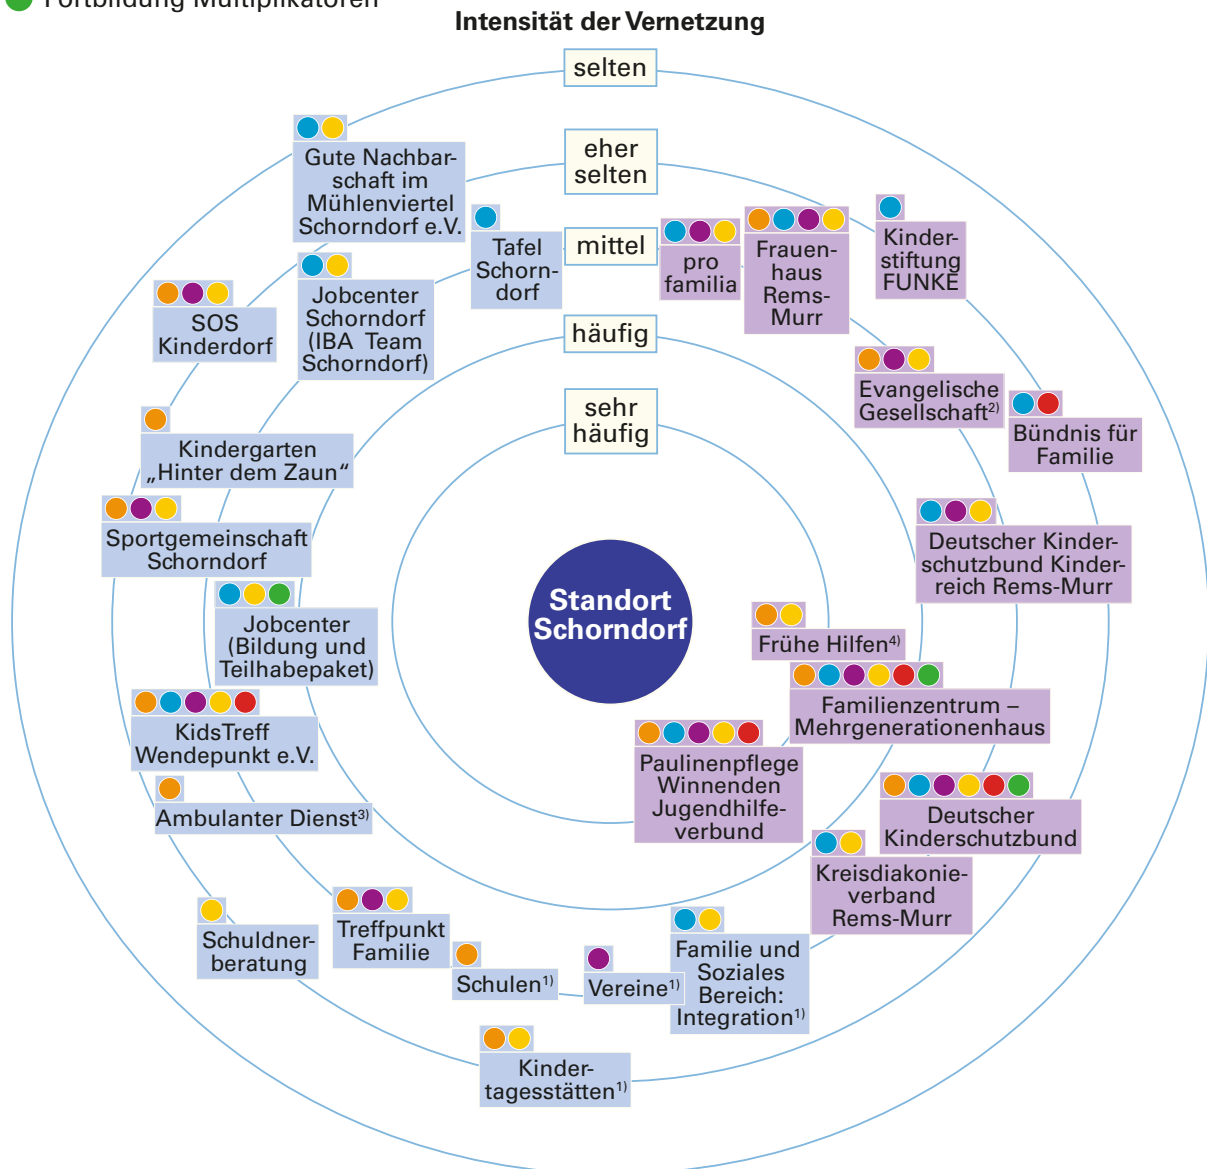 Fortbildung Multiplikatoren
Intensität der Vernetzung
selten
eher
selten
mittel
häufig
sehr
häufig
Standort
Schorndorf
Gute Nachbar-
schaft im
Mühlenviertel
Schorndorf e.V.
Tafel
Schorn-
dorf
Jobcenter
Schorndorf
(IBA Team
Schorndorf)
SOS
Kinderdorf
Kindergarten
„Hinter dem Zaun“
Sportgemeinschaft
Schorndorf
Jobcenter
(Bildung und
Teilhabepaket)
KidsTreff
Wendepunkt e.V.
Ambulanter Dienst3)
Schuldner-
beratung
Treffpunkt
Familie
Schulen1)
Vereine1)
Familie und
Soziales
Bereich:
Integration1)
Kinder-
tagesstätten1)
pro
familia
Frauen-
haus
Rems-
Murr
Kinder-
stiftung
FUNKE
Evangelische
Gesellschaft2)
Bündnis für
Familie
Deutscher Kinder-
schutzbund Kinder-
reich Rems-Murr
Frühe Hilfen4)
Familienzentrum –
Mehrgenerationenhaus
Paulinenpflege
Winnenden
Jugendhilfe-
verbund
Deutscher
Kinderschutzbund
Kreisdiakonie-
verband
Rems-Murr